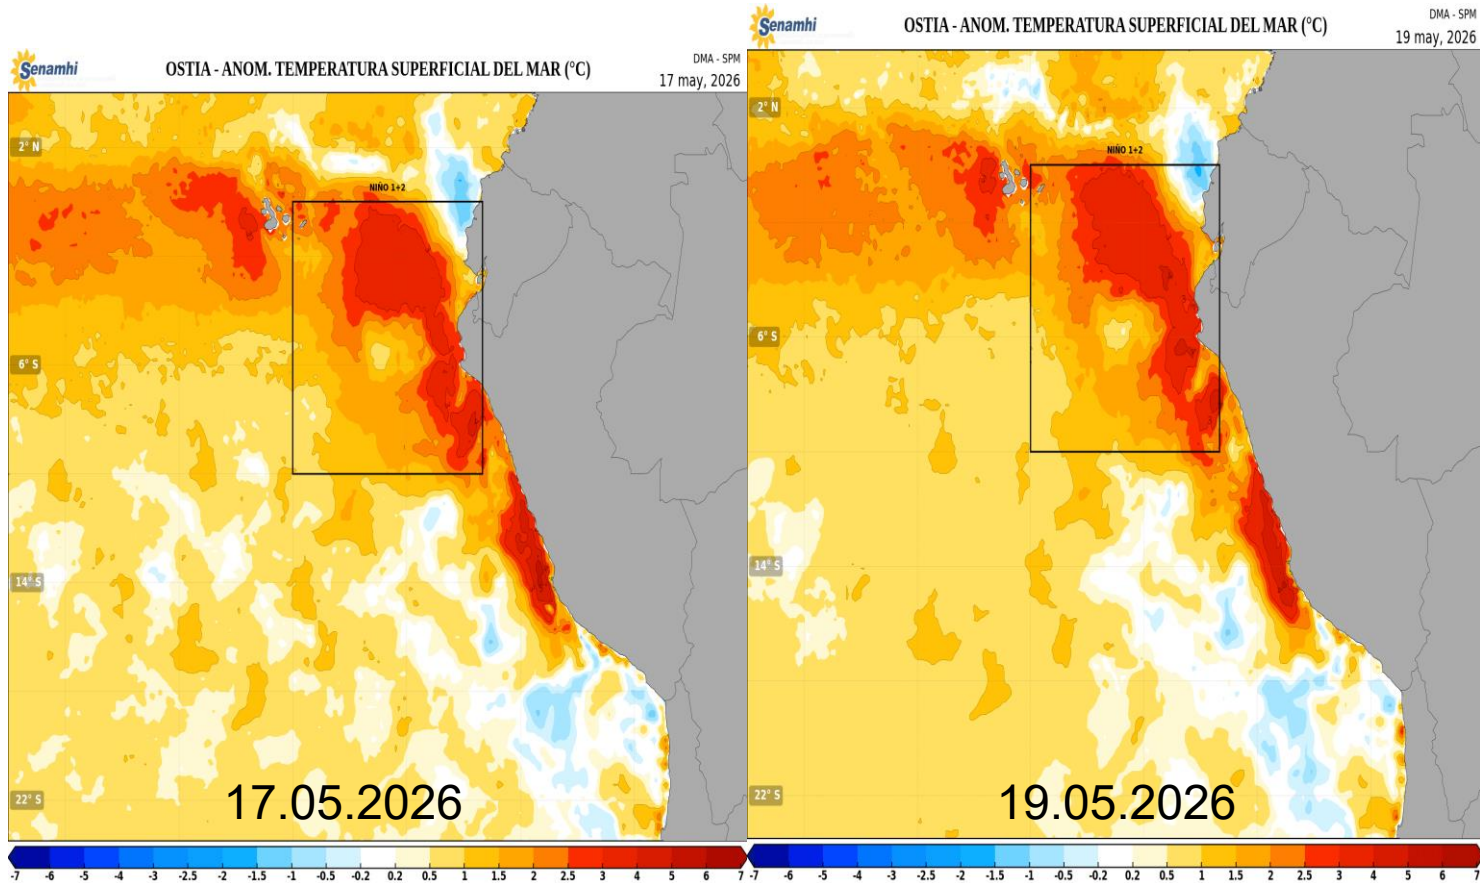 Senamhi
OSTIA - ANOM. TEMPERATURA SUPERFICIAL DEL MAR (°C)
DMA - SPM
17 may, 2026
2° N
NIÑO 1+2
6° S
14° S
22° S
17.05.2026
-7 -6 -5 -4 -3 -2.5 -2 -1.5 -1 -0.5 -0.2 0.2 0.5 1 1.5 2 2.5 3 4 5 6 7
Senamhi
OSTIA - ANOM. TEMPERATURA SUPERFICIAL DEL MAR (°C)
DMA - SPM
19 may, 2026
2° N
NIÑO 1+2
6° S
14° S
22° S
19.05.2026
-7 -6 -5 -4 -3 -2.5 -2 -1.5 -1 -0.5 -0.2 0.2 0.5 1 1.5 2 2.5 3 4 5 6 7